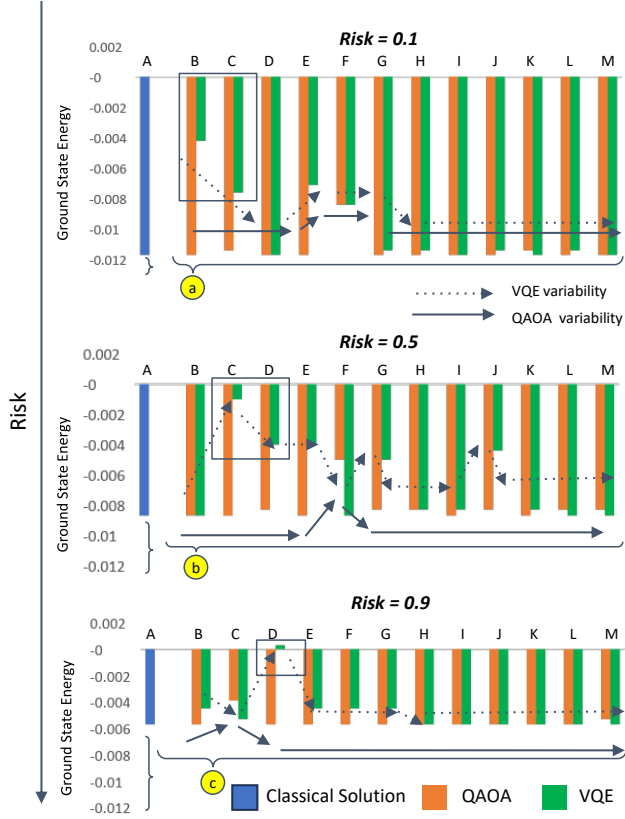 Risk
Risk = 0.1
0.002
A B C D E F G H I J K L M
-0
-0.002
-0.004
-0.006
-0.008
-0.01
-0.012
Ground State Energy
a
VQE variability
QAOA variability
Risk = 0.5
0.002
A B C D E F G H I J K L M
-0
-0.002
-0.004
-0.006
-0.008
-0.01
-0.012
Ground State Energy
b
Risk = 0.9
0.002
A B C D E F G H I J K L M
-0
-0.002
-0.004
-0.006
-0.008
-0.01
-0.012
Ground State Energy
c
Classical Solution QAOA VQE